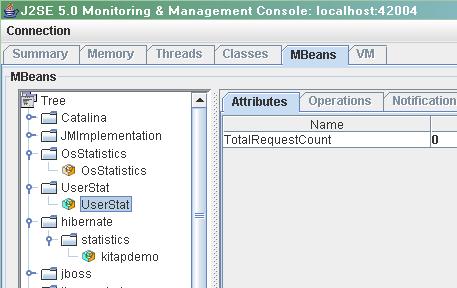 J2SE 5.0 Monitoring & Management Console: localhost:42004
Connection
Summary Memory Threads Classes MBeans VM
MBeans
Tree
Catalina
JMImplementation
OsStatistics
OsStatistics
UserStat
UserStat
hibernate
statistics
kitapdemo
jboss
Attributes Operations Notification
Name
TotalRequestCount 0